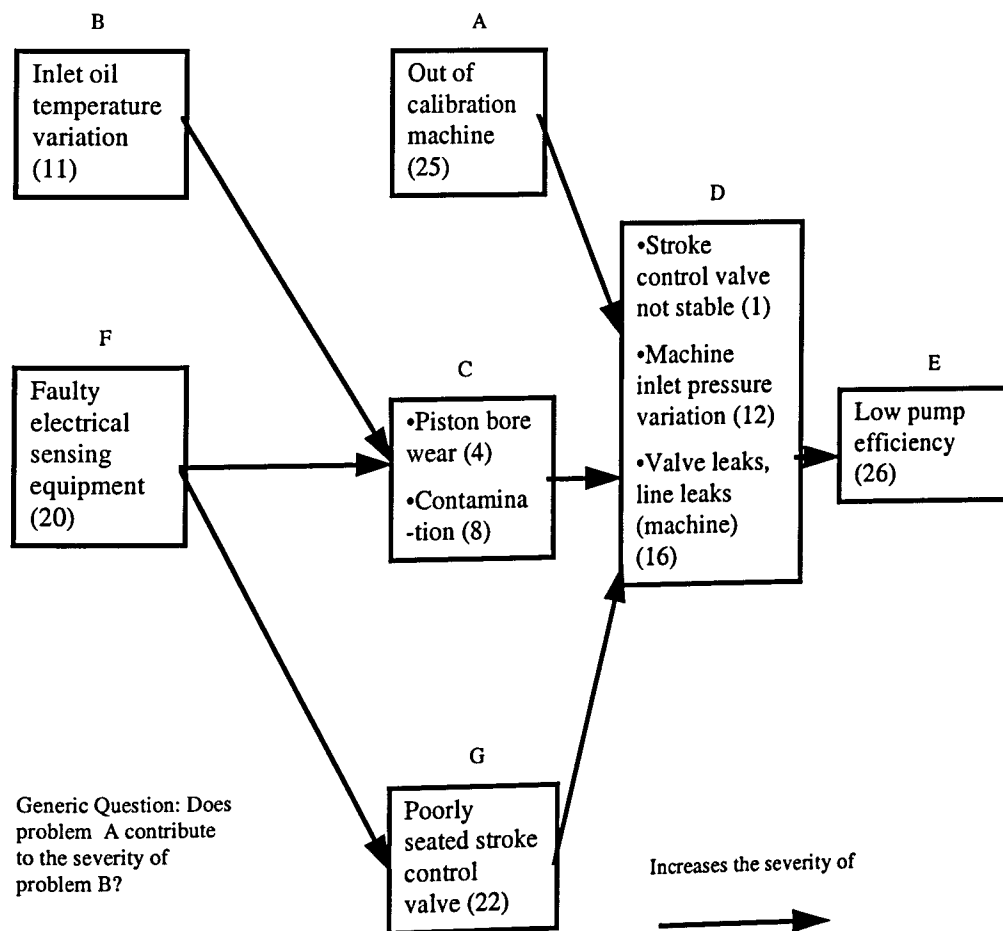 B
Inlet oil
temperature
variation
(11)
A
Out of
calibration
machine
(25)
D
•Stroke
control valve
not stable (1)
•Machine
inlet pressure
variation (12)
•Valve leaks,
line leaks
(machine)
(16)
F
Faulty
electrical
sensing
equipment
(20)
C
•Piston bore
wear (4)
•Contamina
-tion (8)
E
Low pump
efficiency
(26)
G
Poorly
seated stroke
control
valve (22)
Generic Question: Does
problem A contribute
to the severity of
problem B?
Increases the severity of